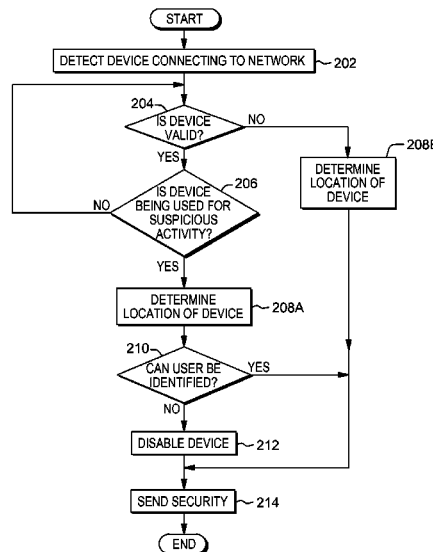 START
DETECT DEVICE CONNECTING TO NETWORK
202
204
IS DEVICE
VALID?
NO
YES
208B
DETERMINE
LOCATION OF
DEVICE
206
IS DEVICE
BEING USED FOR
SUSPICIOUS
ACTIVITY?
NO
YES
DETERMINE
LOCATION OF DEVICE
208A
210
CAN USER BE
IDENTIFIED?
YES
NO
DISABLE DEVICE
212
SEND SECURITY
214
END